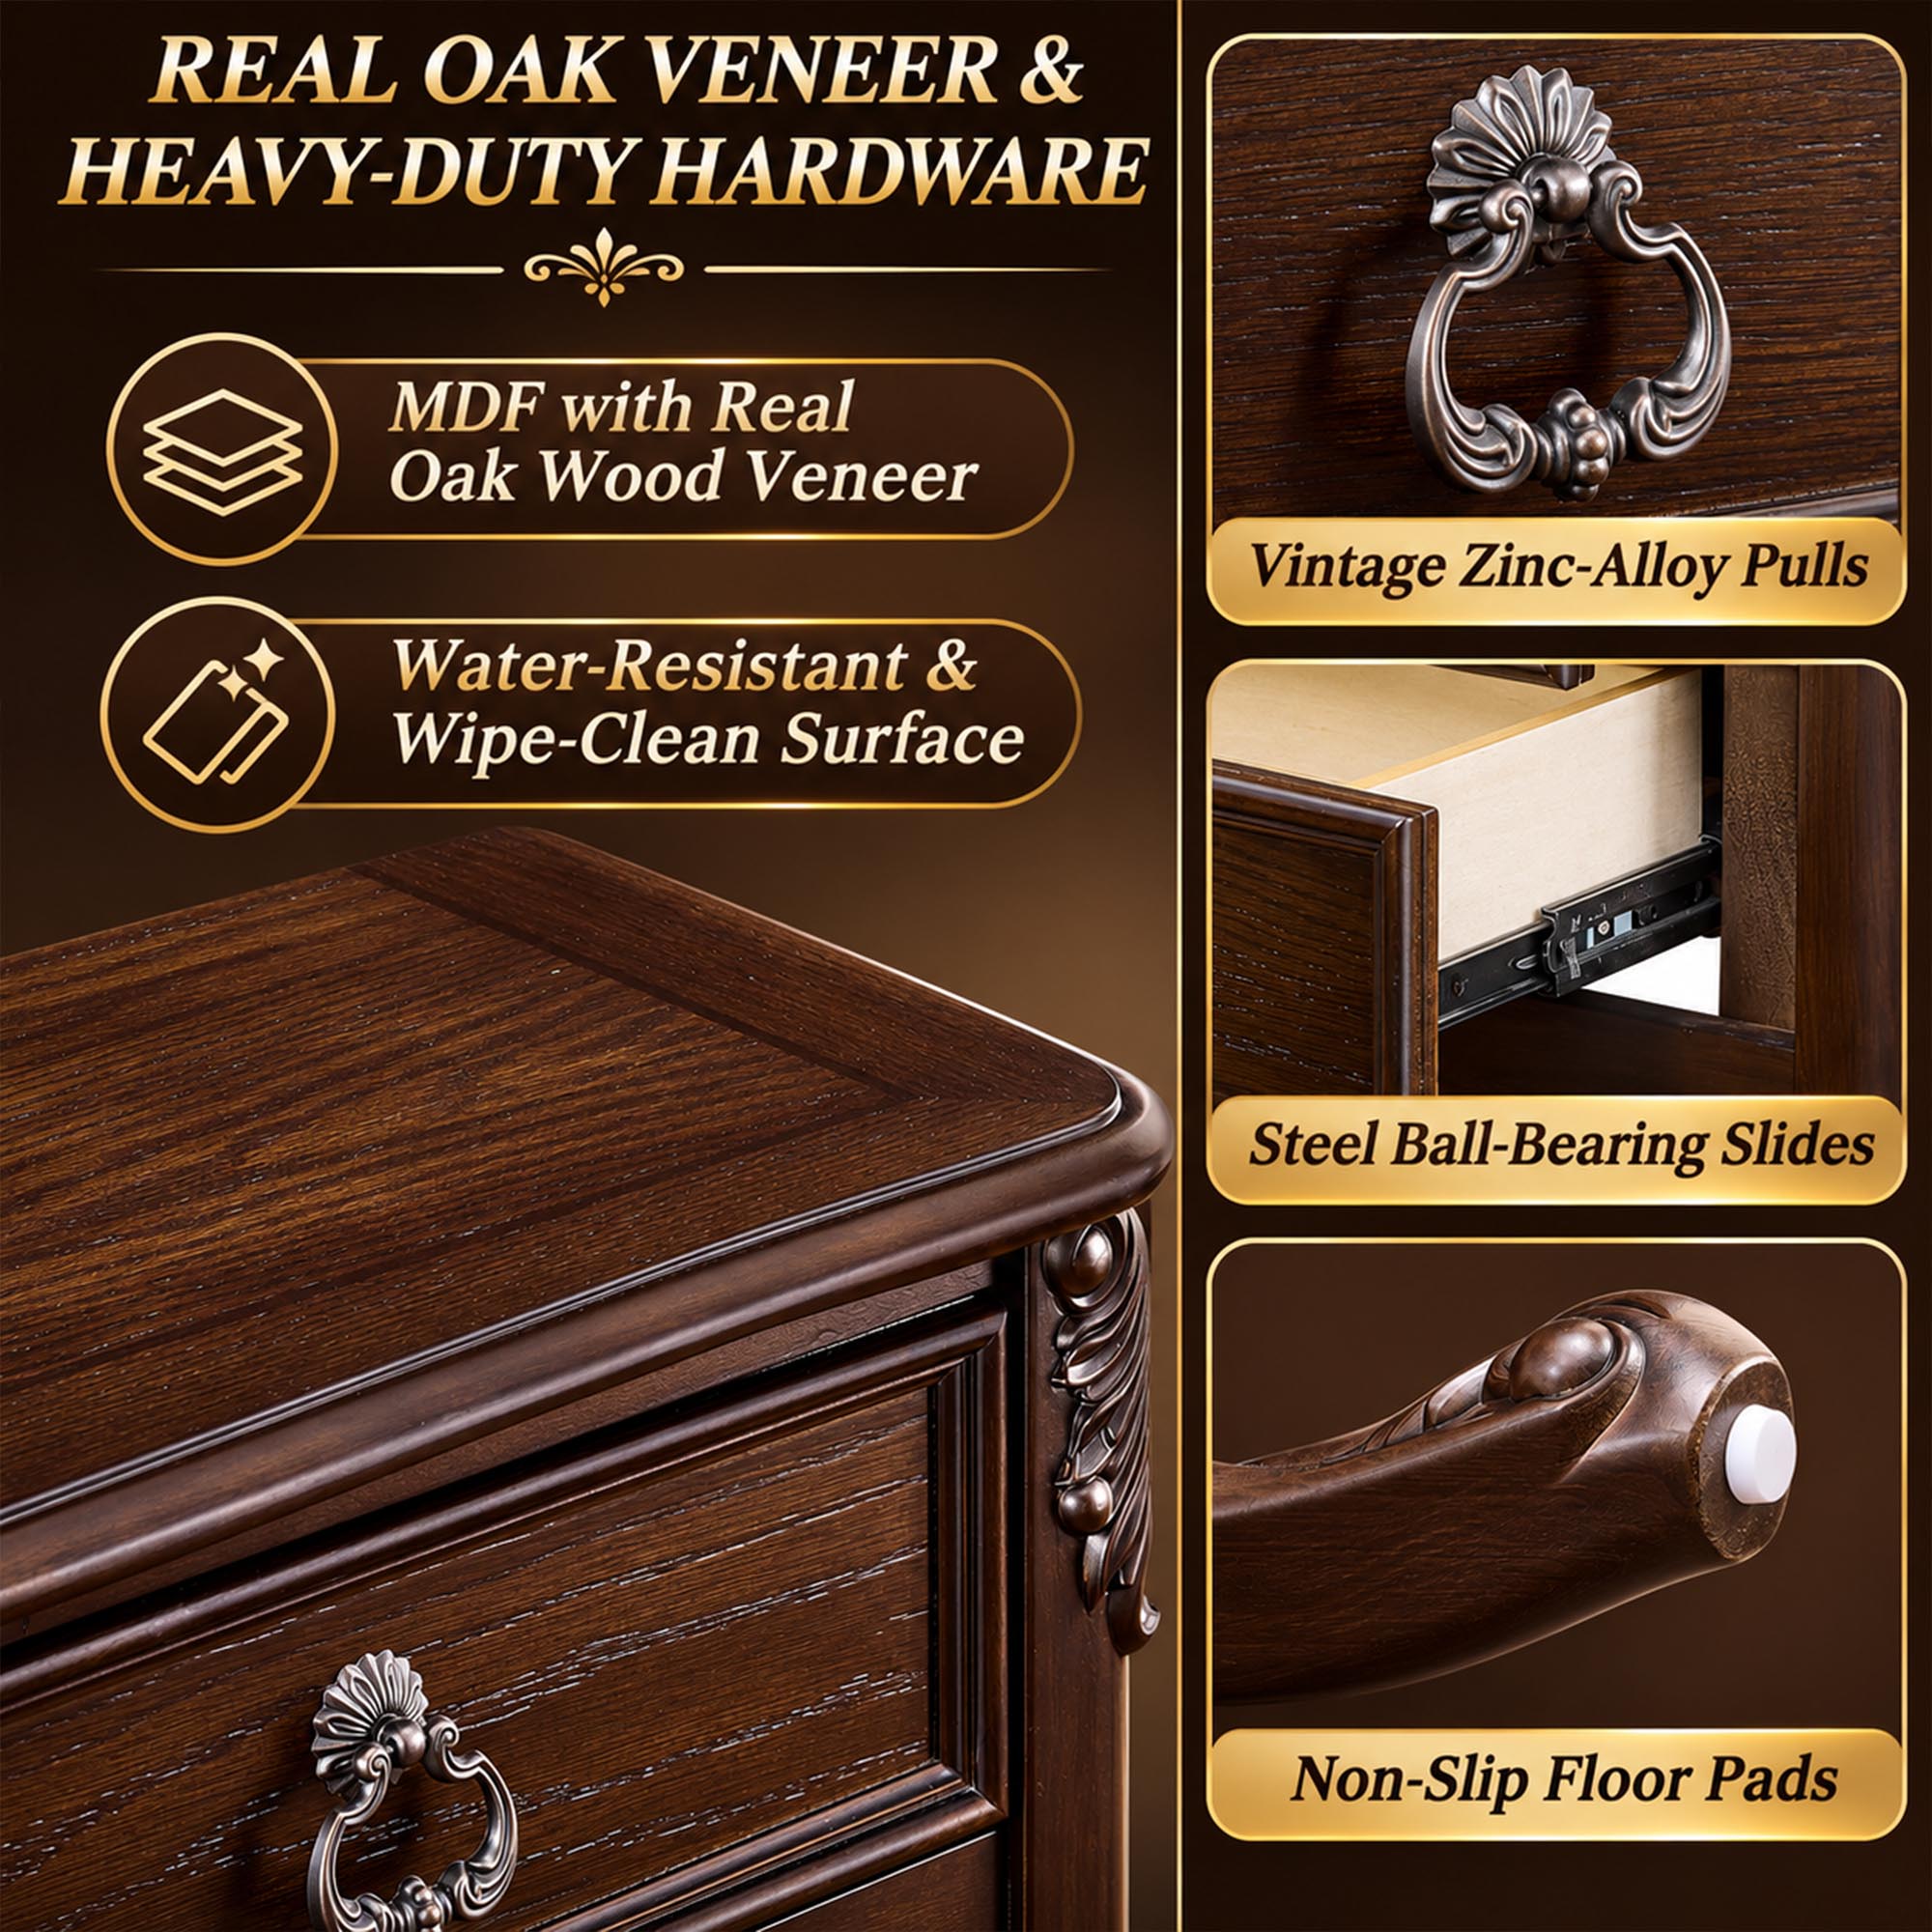 REAL OAK VENEER &
HEAVY-DUTY HARDWARE
MDF with Real
Oak Wood Veneer
Water-Resistant &
Wipe-Clean Surface
Vintage Zinc-Alloy Pulls
Steel Ball-Bearing Slides
Non-Slip Floor Pads